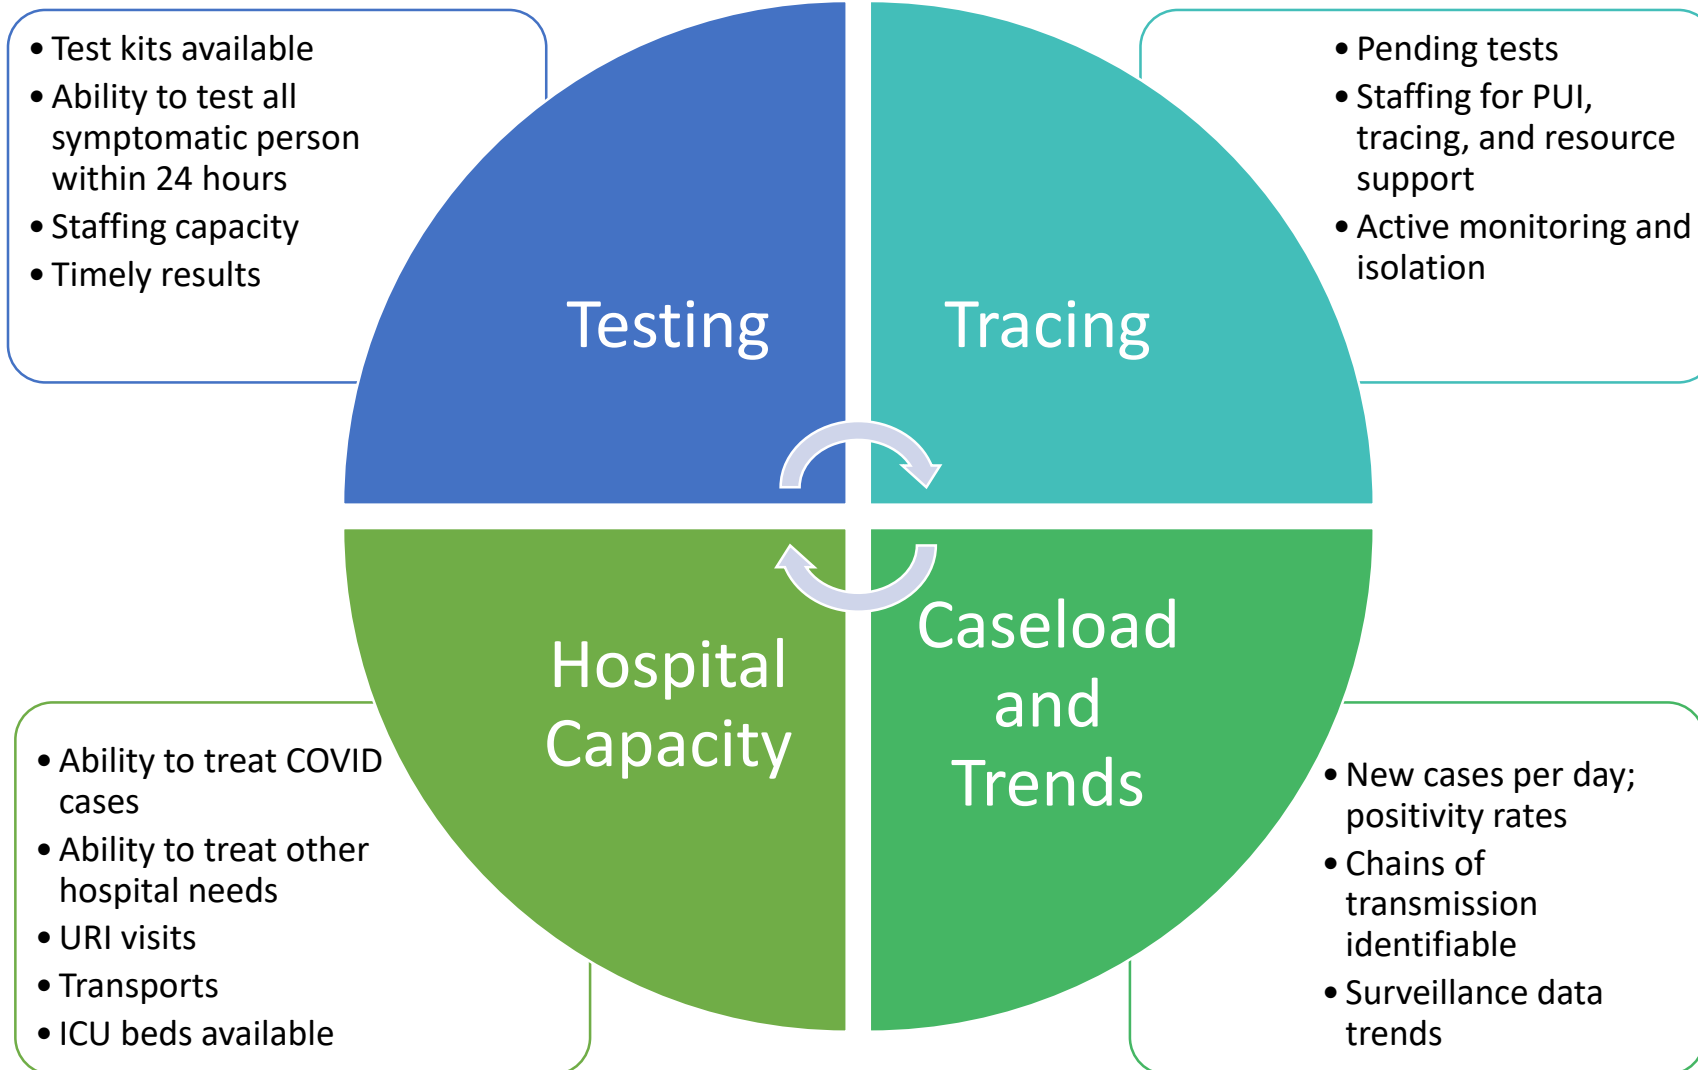 • Test kits available
• Ability to test all
symptomatic person
within 24 hours
• Staffing capacity
• Timely results
Testing
Tracing
• Pending tests
• Staffing for PUI,
tracing, and resource
support
• Active monitoring and
isolation
Hospital
Capacity
• Ability to treat COVID
cases
• Ability to treat other
hospital needs
• URI visits
• Transports
• ICU beds available
Caseload
and
Trends
• New cases per day;
positivity rates
• Chains of
transmission
identifiable
• Surveillance data
trends